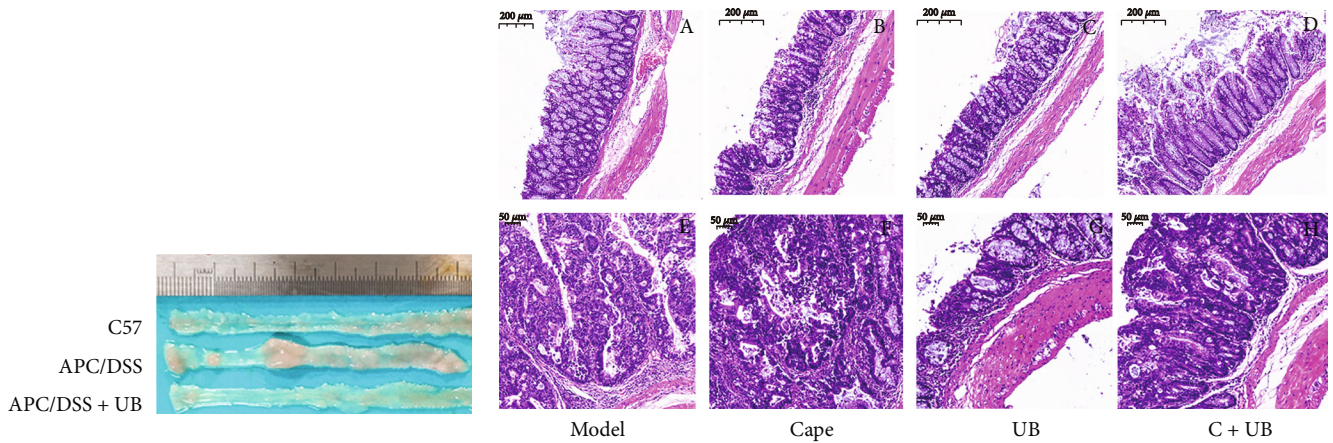 200 μm
A
200 μm
B
200 μm
C
200 μm
D
50 μm
E
50 μm
F
50 μm
G
50 μm
H
C57
APC/DSS
APC/DSS + UB
Model
Cape
UB
C + UB